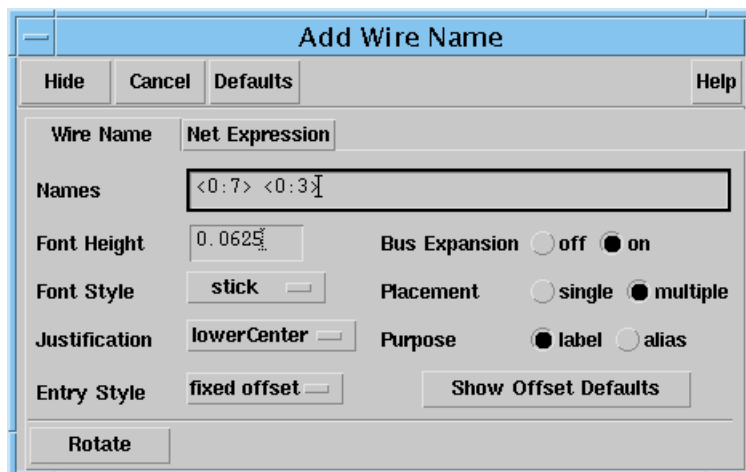 Add Wire Name
Hide Cancel Defaults Help
Wire Name Net Expression
Names <0:7> <0:3>
Font Height 0.0625 Bus Expansion off on
Font Style stick Placement single multiple
Justification lowerCenter Purpose label alias
Entry Style fixed offset Show Offset Defaults
Rotate